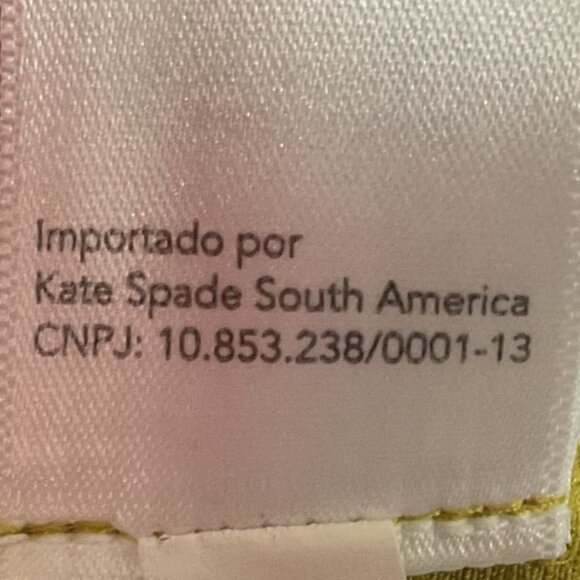 Importado por
Kate Spade South America
CNPJ: 10.853.238/0001-13